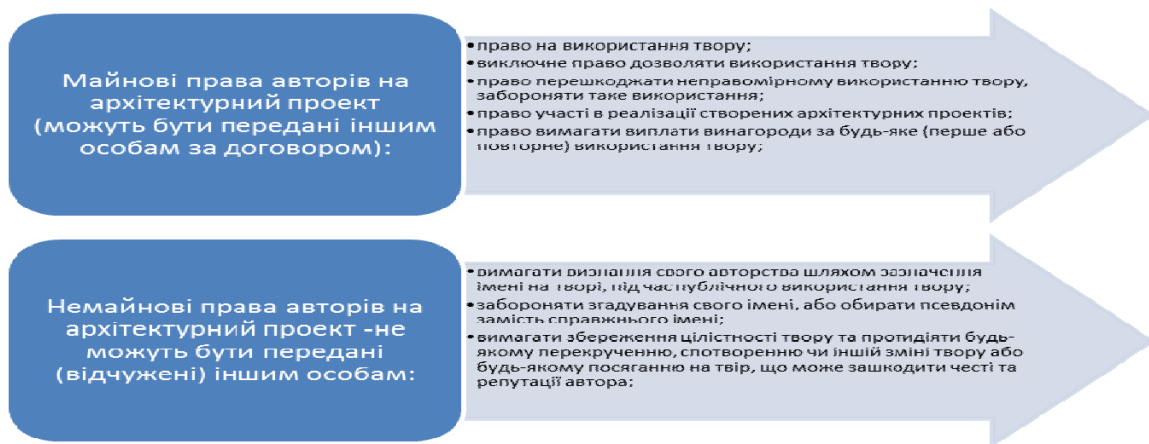 Майнові права авторів на
архітектурний проект
(можуть бути передані іншим
особам за договором):
•право на використання твору;
•виключне право дозволяти використання твору;
•право перешкоджати неправомірному використанню твору,
забороняти таке використання;
•право участі в реалізації створених архітектурних проектів;
•право вимагати виплати винагороди за будь-яке (перше або
повторне) використання твору;
Немайнові права авторів на
архітектурний проект -не
можуть бути передані
(відчужені) іншим особам:
•вимагати визнання свого авторства шляхом зазначення
імені на творі, під час публічного використання твору;
•забороняти згадування свого імені, або обирати псевдонім
замість справжнього імені;
•вимагати збереження цілістності твору та протидіяти будь-
якому перекрученню, спотворенню чи іншій зміні твору або
будь-якому посяганню на твір, що може зашкодити честі та
репутації автора;